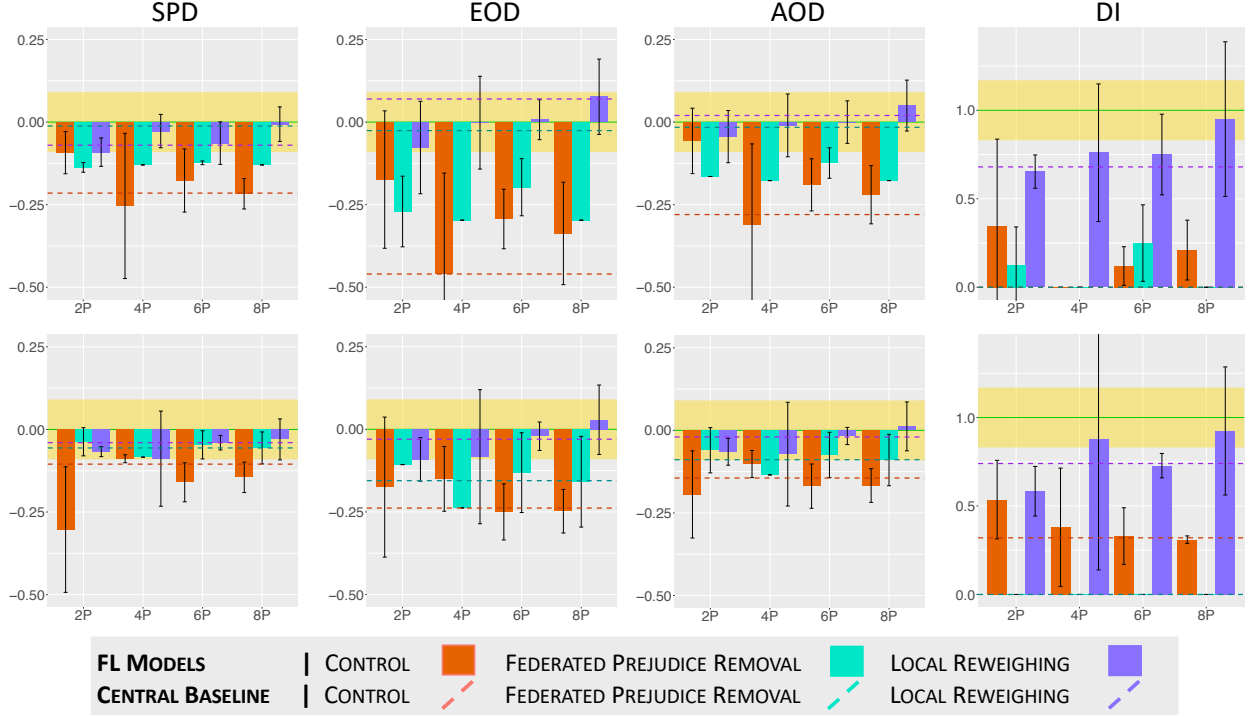 SPD EOD AOD DI
0.25 0.25 0.25
0.00 0.00 0.00 1.0
−0.25 −0.25 −0.25 0.5
−0.50 −0.50 −0.50 0.0
2P 4P 6P 8P 2P 4P 6P 8P 2P 4P 6P 8P 2P 4P 6P 8P
0.25 0.25 0.25
0.00 0.00 0.00 1.0
−0.25 −0.25 −0.25 0.5
−0.50 −0.50 −0.50 0.0
2P 4P 6P 8P 2P 4P 6P 8P 2P 4P 6P 8P 2P 4P 6P 8P
FL MODELS | CONTROL FEDERATED PREJUDICE REMOVAL LOCAL REWEIGHING
CENTRAL BASELINE | CONTROL FEDERATED PREJUDICE REMOVAL LOCAL REWEIGHING